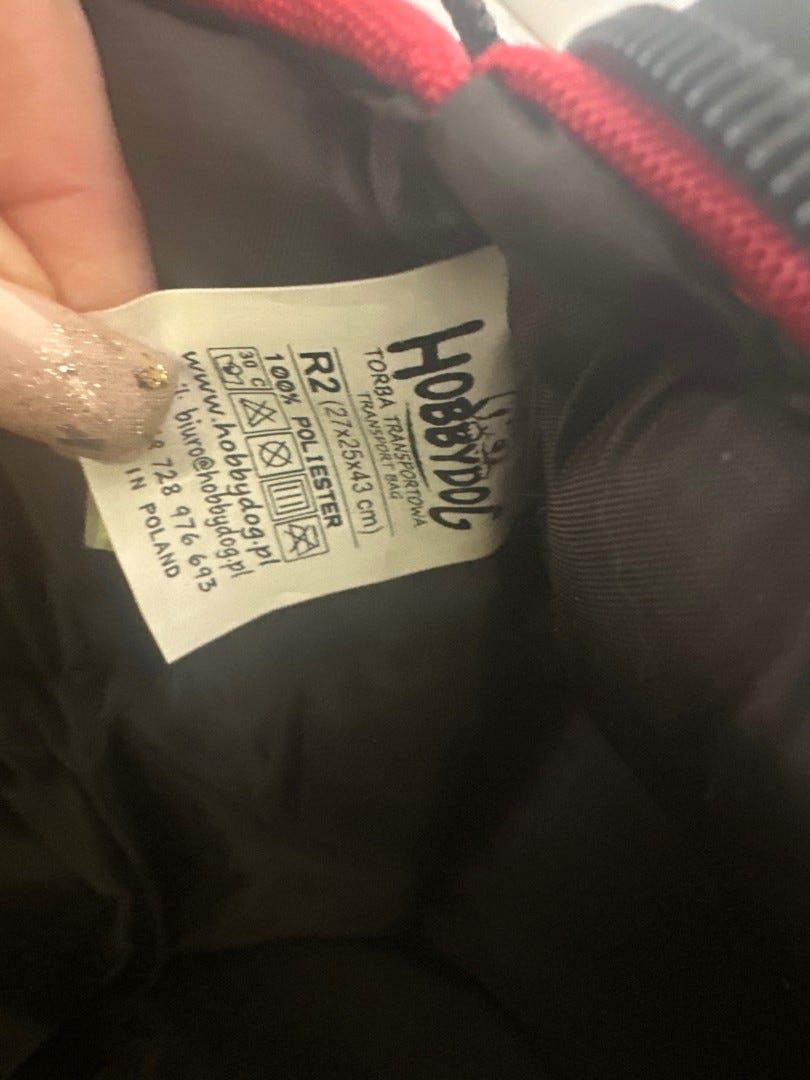 HOBBYDOG
TORBA TRANSPORTOWA
TRANSPORT BAG
R2 (27x25x43 cm)
100% POLIESTER
30 C
www.hobbydog.pl
biuro@hobbydog.pl
728 976 693
IN POLAND